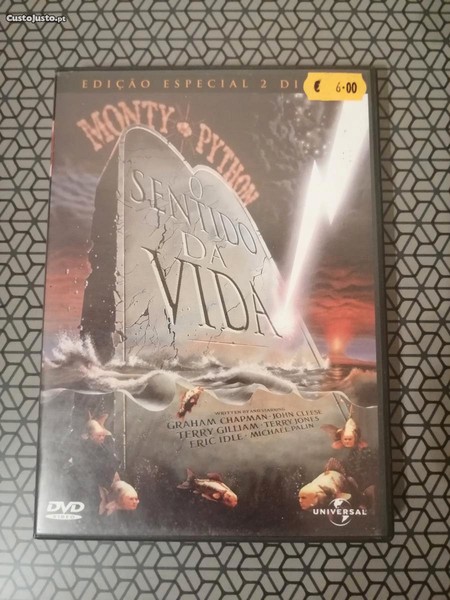 CustoJusto.pt
EDIÇÃO ESPECIAL 2 DI
€ 6.00
MONTY PYTHON
O
SENTIDO
DA
VIDA
GRAHAM CHAPMAN · JOHN CLEESE
TERRY GILLIAM · TERRY JONES
ERIC IDLE · MICHAEL PALIN
DVD
VIDEO
UNIVERSAL